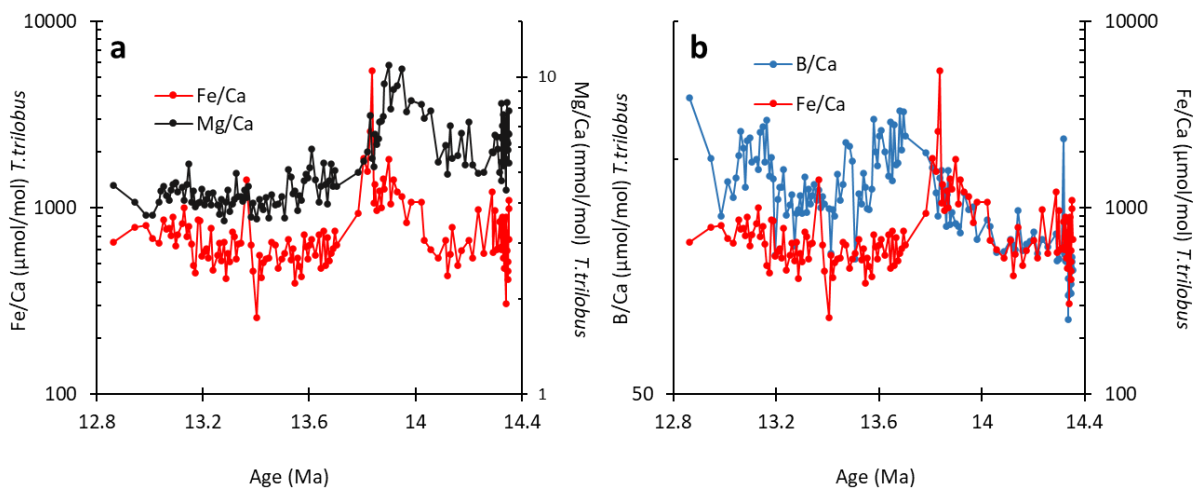 a
Fe/Ca
Mg/Ca
10000
1000
100
Fe/Ca (μmol/mol) T.trilobus
10
1
Mg/Ca (mmol/mol) T.trilobus
12.8 13.2 13.6 14 14.4
Age (Ma)
b
B/Ca
Fe/Ca
50
B/Ca (μmol/mol) T.trilobus
10000
1000
100
Fe/Ca (μmol/mol) T.trilobus
12.8 13.2 13.6 14 14.4
Age (Ma)